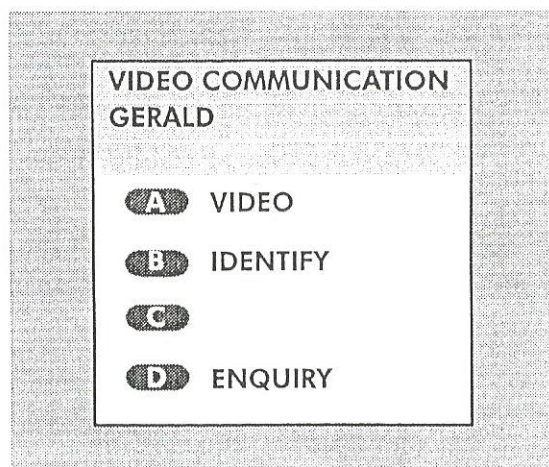 VIDEO COMMUNICATION
GERALD
A VIDEO
B IDENTIFY
C
D ENQUIRY